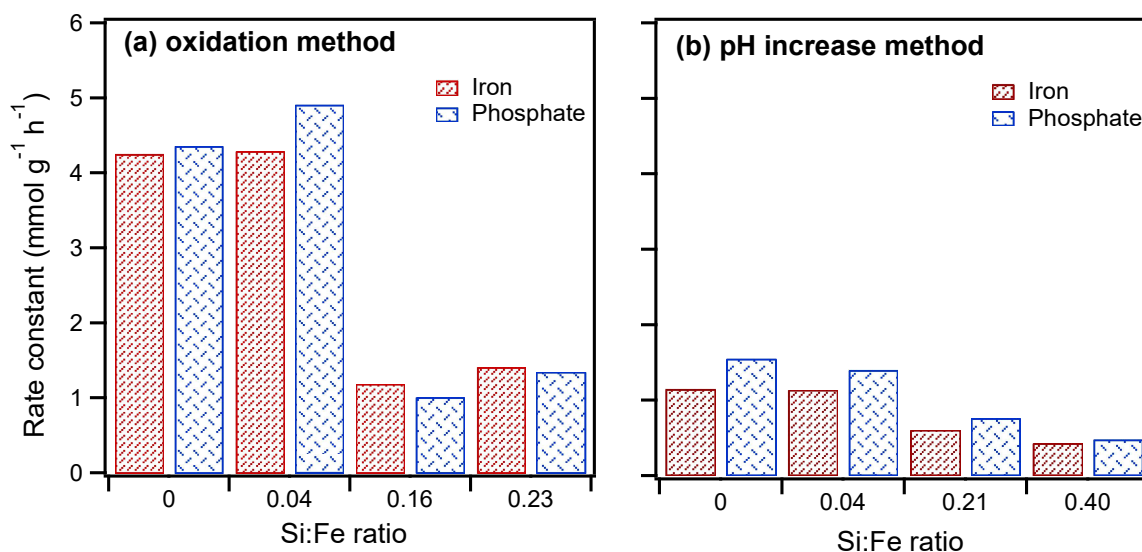 (a) oxidation method
Iron
Phosphate
Rate constant (mmol g⁻¹ h⁻¹)
6
5
4
3
2
1
0
0 0.04 0.16 0.23
Si:Fe ratio
(b) pH increase method
Iron
Phosphate
0 0.04 0.21 0.40
Si:Fe ratio